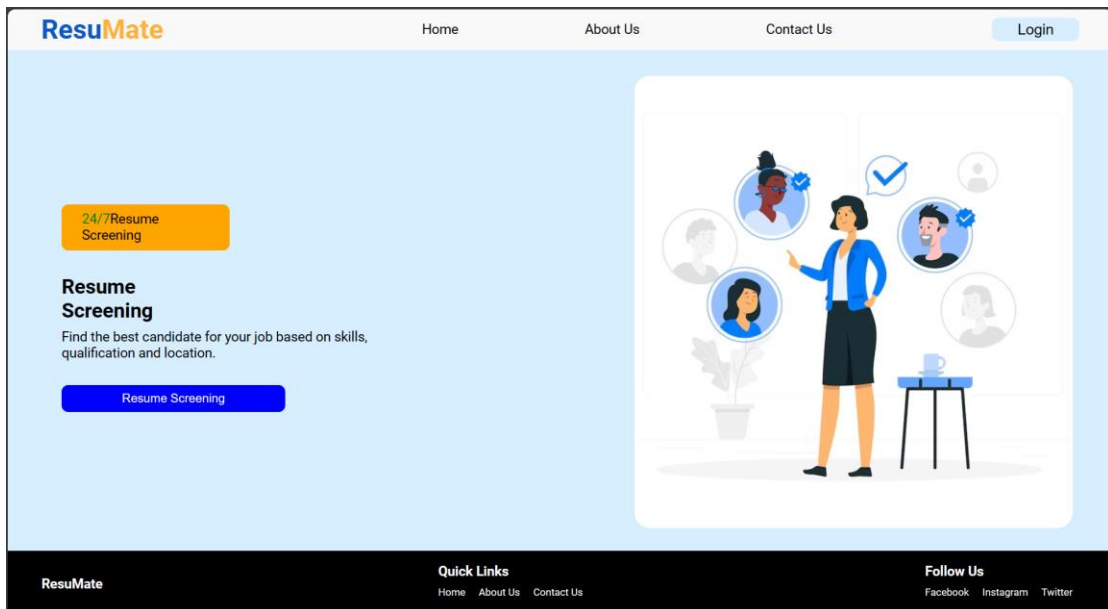 ResuMate
Home About Us Contact Us
Login
24/7Resume
Screening
Resume
Screening
Find the best candidate for your job based on skills,
qualification and location.
Resume Screening
ResuMate
Quick Links
Home About Us Contact Us
Follow Us
Facebook Instagram Twitter